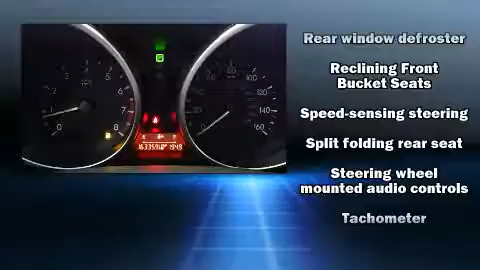 Rear window defroster
Reclining Front
Bucket Seats
Speed-sensing steering
Split folding rear seat
Steering wheel
mounted audio controls
Tachometer